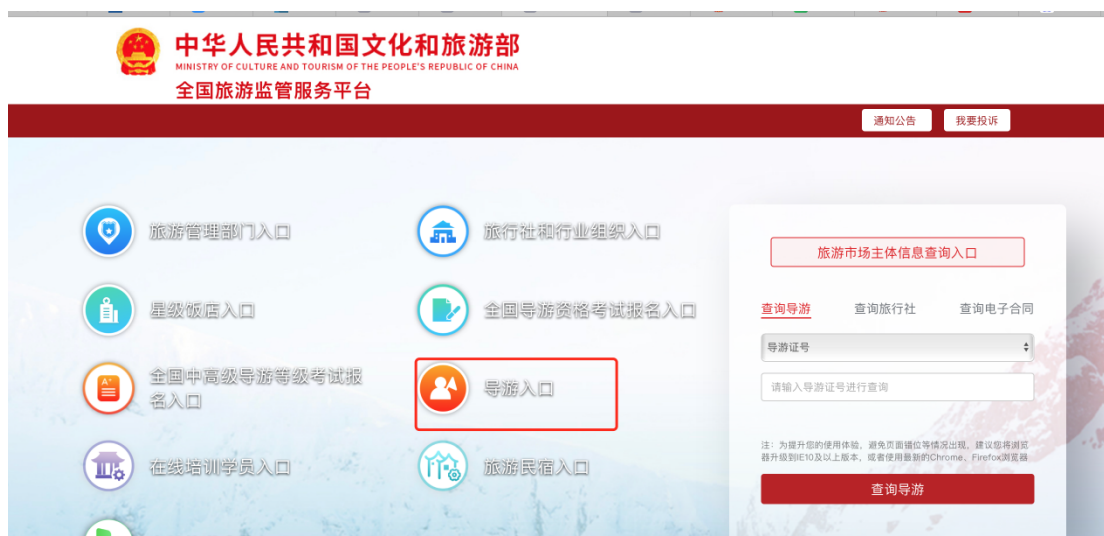 中华人民共和国文化和旅游部
MINISTRY OF CULTURE AND TOURISM OF THE PEOPLE'S REPUBLIC OF CHINA
全国旅游监管服务平台
通知公告
我要投诉
旅游管理部门入口
旅行社和行业组织入口
星级饭店入口
全国导游资格考试报名入口
全国中高级导游等级考试报
名入口
导游入口
在线培训学员入口
旅游民宿入口
旅游市场主体信息查询入口
查询导游
查询旅行社
查询电子合同
导游证号
请输入导游证号进行查询
注：为提升您的使用体验，避免页面错位等情况出现，建议您将浏览
器升级到IE10及以上版本，或者使用最新的Chrome、Firefox浏览器
查询导游